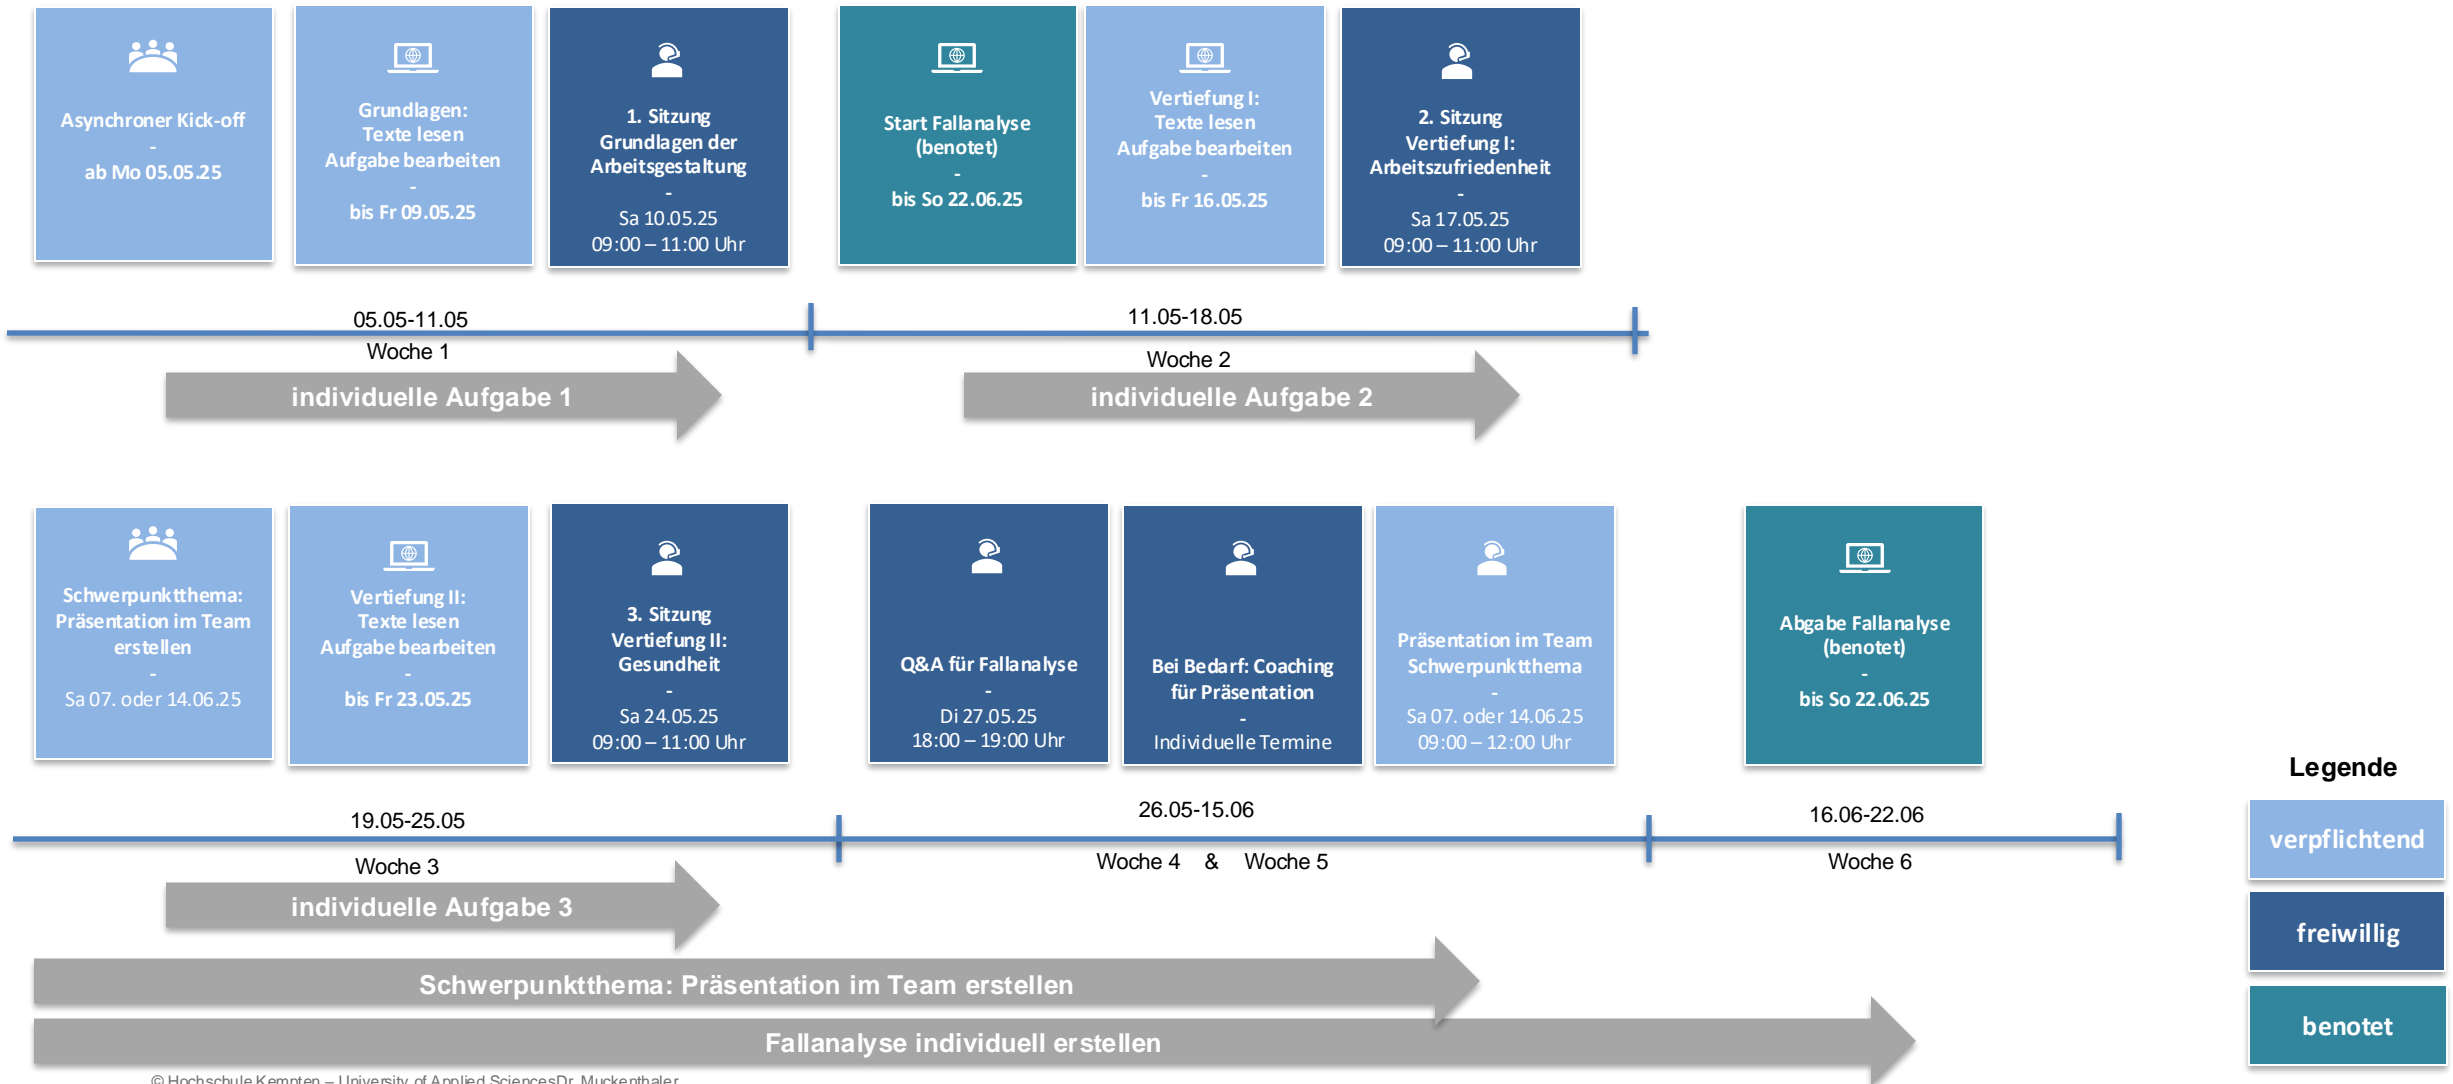 Asynchroner Kick-off
-
ab Mo 05.05.25
Grundlagen:
Texte lesen
Aufgabe bearbeiten
-
bis Fr 09.05.25
1. Sitzung
Grundlagen der
Arbeitsgestaltung
-
Sa 10.05.25
09:00 – 11:00 Uhr
Start Fallanalyse
(benotet)
-
bis So 22.06.25
Vertiefung I:
Texte lesen
Aufgabe bearbeiten
-
bis Fr 16.05.25
2. Sitzung
Vertiefung I:
Arbeitszufriedenheit
-
Sa 17.05.25
09:00 – 11:00 Uhr
05.05-11.05
Woche 1
11.05-18.05
Woche 2
individuelle Aufgabe 1
individuelle Aufgabe 2
Schwerpunktthema:
Präsentation im Team
erstellen
-
Sa 07. oder 14.06.25
Vertiefung II:
Texte lesen
Aufgabe bearbeiten
-
bis Fr 23.05.25
3. Sitzung
Vertiefung II:
Gesundheit
-
Sa 24.05.25
09:00 – 11:00 Uhr
Q&A für Fallanalyse
-
Di 27.05.25
18:00 – 19:00 Uhr
Bei Bedarf: Coaching
für Präsentation
-
Individuelle Termine
Präsentation im Team
Schwerpunktthema
-
Sa 07. oder 14.06.25
09:00 – 12:00 Uhr
Abgabe Fallanalyse
(benotet)
-
bis So 22.06.25
19.05-25.05
Woche 3
26.05-15.06
Woche 4 & Woche 5
16.06-22.06
Woche 6
individuelle Aufgabe 3
Schwerpunktthema: Präsentation im Team erstellen
Fallanalyse individuell erstellen
Legende
verpflichtend
freiwillig
benotet
© Hochschule Kempten – University of Applied SciencesDr. Muckenthaler